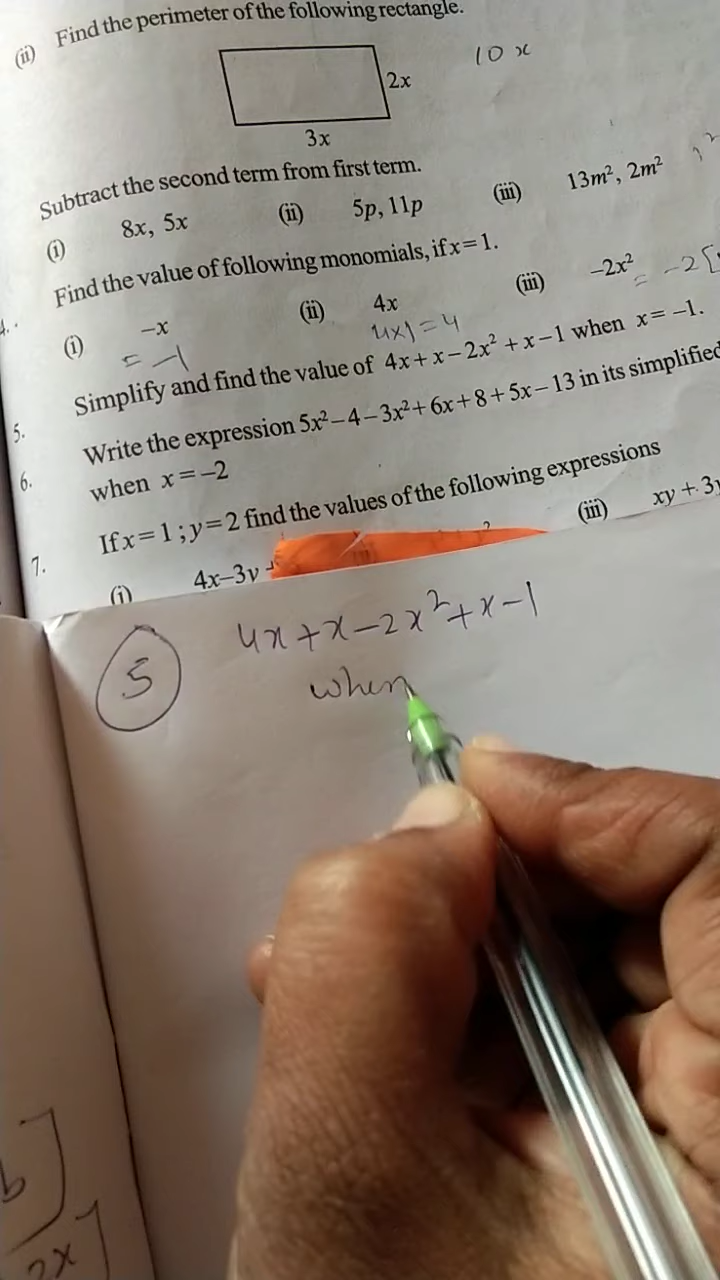 (ii) Find the perimeter of the following rectangle.
2x
10 x
3x
Subtract the second term from first term.
(i) 8x, 5x (ii) 5p, 11p (iii) 13m², 2m²
Find the value of following monomials, if x = 1.
(i) –x (ii) 4x (iii) –2x²
= –1 4x1 = 4 = –2
5. Simplify and find the value of 4x + x – 2x² + x – 1 when x = –1.
6. Write the expression 5x² – 4 – 3x² + 6x + 8 + 5x – 13 in its simplified
when x = –2
7. If x = 1 ; y = 2 find the values of the following expressions
(i) 4x–3y (iii) xy + 3y
5 4x + x – 2x² + x – 1
when
b]
2x]